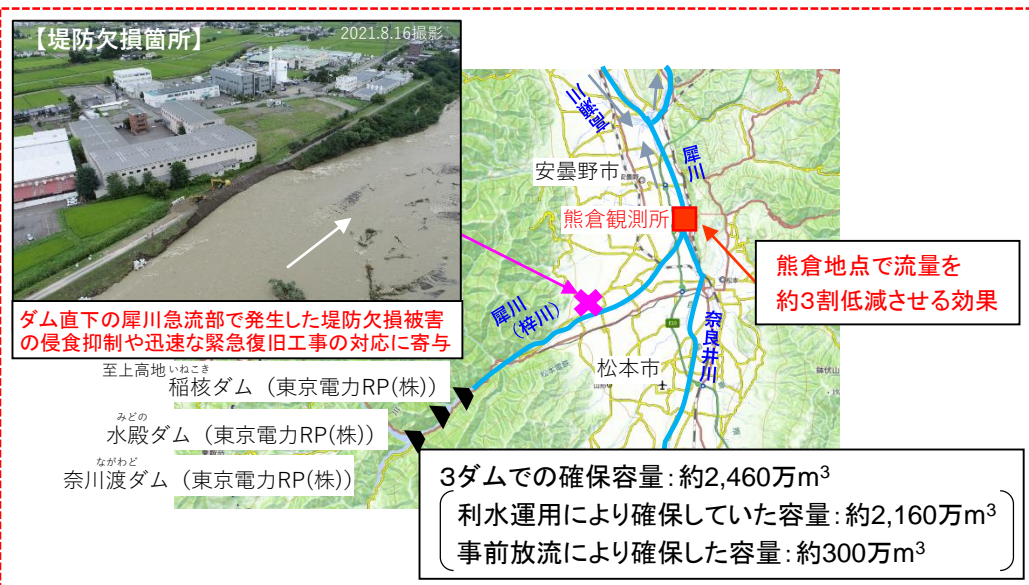 【堤防欠損箇所】
2021.8.16撮影
ダム直下の犀川急流部で発生した堤防欠損被害
の侵食抑制や迅速な緊急復旧工事の対応に寄与
高瀬川
安曇野市
犀川
熊倉観測所
熊倉地点で流量を
約3割低減させる効果
犀川
(梓川)
奈良井川
松本市
至上高地
いねこき
稲核ダム（東京電力RP(株)）
みどの
水殿ダム（東京電力RP(株)）
ながわど
奈川渡ダム（東京電力RP(株)）
3ダムでの確保容量：約2,460万m³
利水運用により確保していた容量：約2,160万m³
事前放流により確保した容量：約300万m³